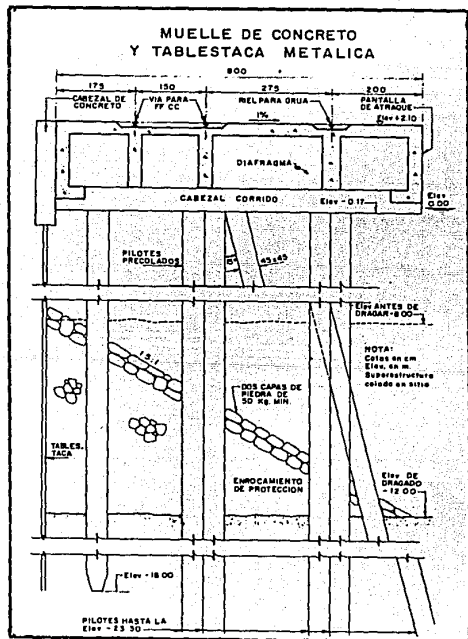 MUELLE DE CONCRETO
Y TABLESTACA METALICA
800
175
150
275
200
CABEZAL DE
CONCRETO
VIA PARA
FF CC
RIEL PARA GRUA
PANTALLA
DE ATRAQUE
1%
Elev +2.10
DIAFRAGMA
CABEZAL CORRIDO
Elev -0.17
Elev
0.00
PILOTES
PRECOLADOS
45x45
Elev ANTES DE
DRAGAR -6.00
1.5:1
NOTA:
Cotas en cm
Elev. en m.
Superestructura
colada en sitio
DOS CAPAS DE
PIEDRA DE
50 Kg. MIN.
TABLES-
TACA
ENROCAMIENTO
DE PROTECCION
Elev DE
DRAGADO
-12.00
Elev -18.00
PILOTES HASTA LA
Elev -23.50